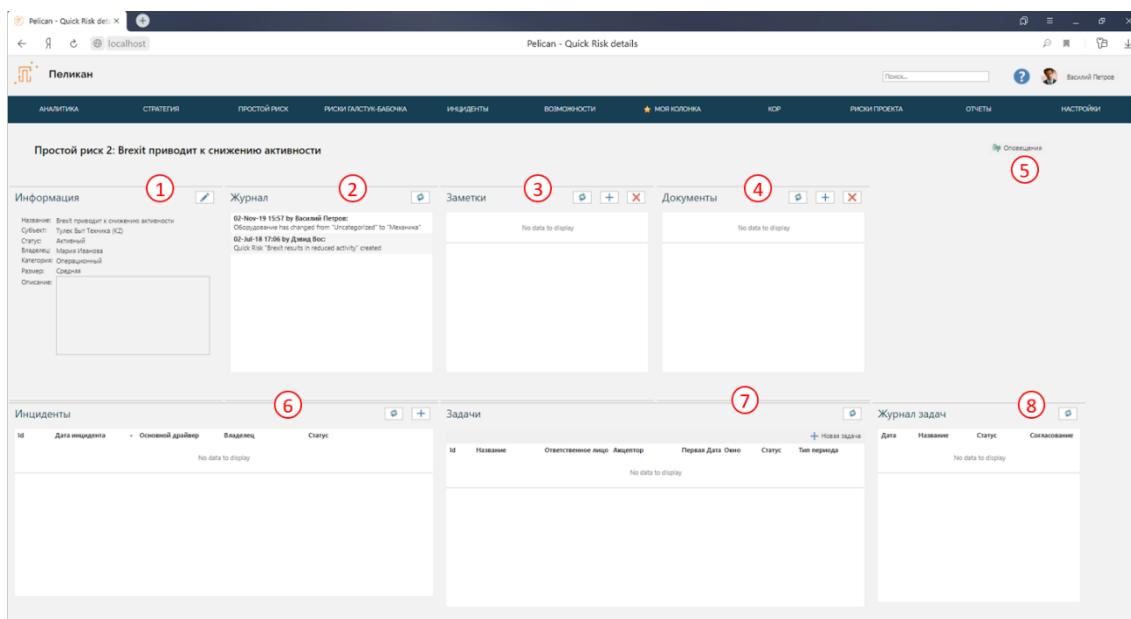 Pelican - Quick Risk deta
localhost
Pelican - Quick Risk details
Пеликан
Поиск...
Василий Петров
АНАЛИТИКА СТРАТЕГИЯ ПРОСТОЙ РИСК РИСКИ ГАЛСТУК-БАБОЧКА ИНЦИДЕНТЫ ВОЗМОЖНОСТИ МОЯ КОЛОНКА КОР РИСКИ ПРОЕКТА ОТЧЕТЫ НАСТРОЙКИ
Простой риск 2: Brexit приводит к снижению активности
Оповещения
5
Информация 1
Название: Brexit приводит к снижению активности
Субъект: Тулек Быт Техника (KZ)
Статус: Активный
Владелец: Мария Иванова
Категория: Операционный
Размер: Средняя
Описание:
Журнал 2
02-Nov-19 15:57 by Василий Петров:
Оборудование has changed from "Uncategorized" to "Механика"
02-Jul-18 17:06 by Дэвид Вос:
Quick Risk "Brexit results in reduced activity" created
Заметки 3
No data to display
Документы 4
No data to display
Инциденты 6
Id Дата инцидента Основной драйвер Владелец Статус
No data to display
Задачи 7
Новая задача
Id Название Ответственное лицо Акцептор Первая Дата Окно Статус Тип периода
No data to display
Журнал задач 8
Дата Название Статус Согласование
No data to display